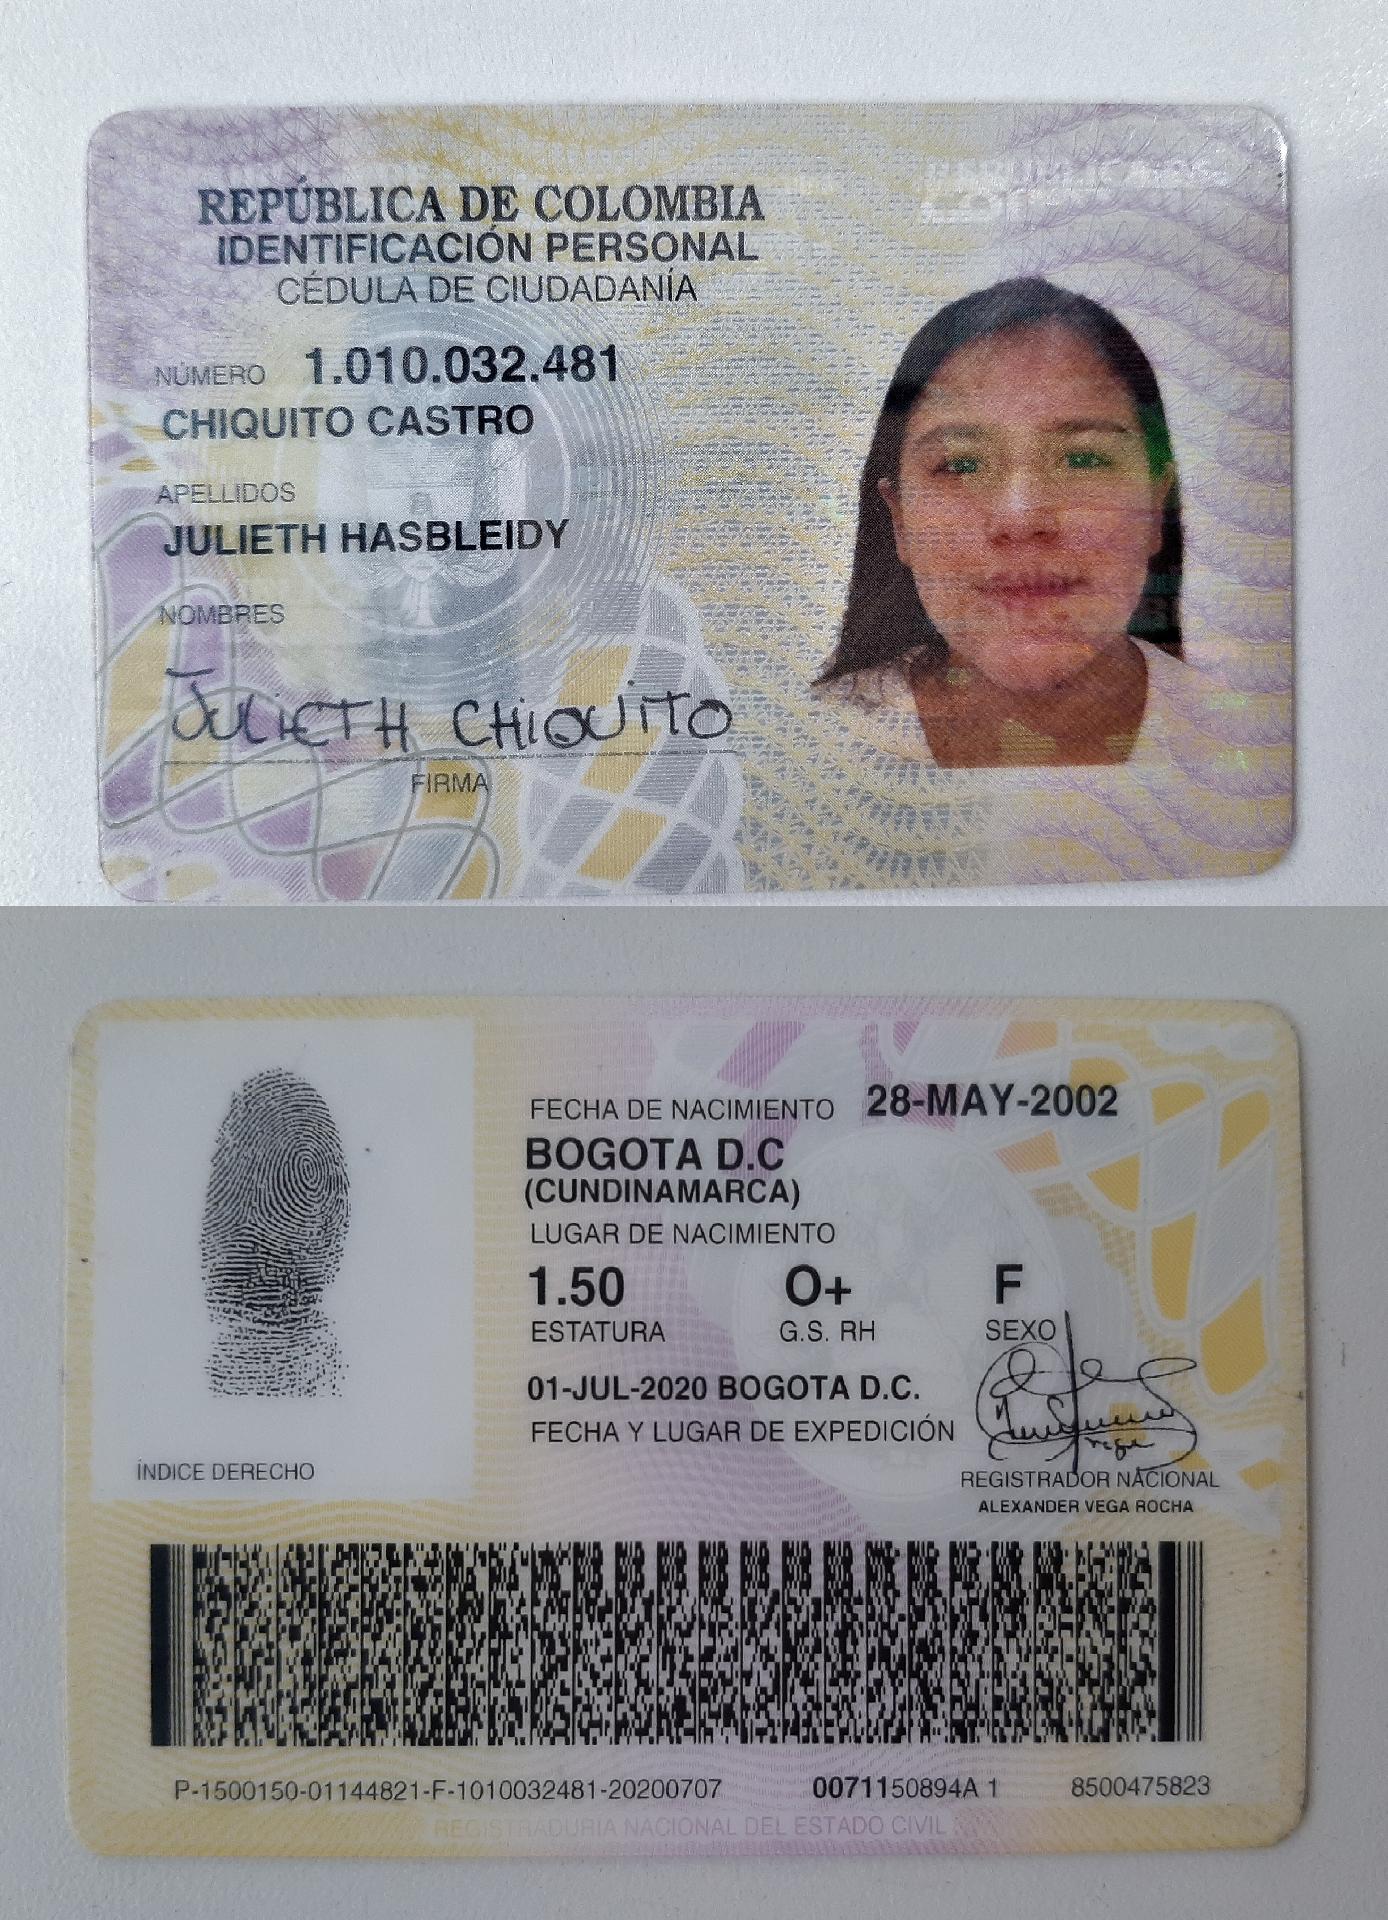 REPÚBLICA DE COLOMBIA
IDENTIFICACIÓN PERSONAL
CÉDULA DE CIUDADANÍA
NÚMERO 1.010.032.481
CHIQUITO CASTRO
APELLIDOS
JULIETH HASBLEIDY
NOMBRES
JULIETH CHIQUITO
FIRMA
FECHA DE NACIMIENTO 28-MAY-2002
BOGOTA D.C
(CUNDINAMARCA)
LUGAR DE NACIMIENTO
1.50 O+ F
ESTATURA G.S. RH SEXO
01-JUL-2020 BOGOTA D.C.
FECHA Y LUGAR DE EXPEDICIÓN
ÍNDICE DERECHO
REGISTRADOR NACIONAL
ALEXANDER VEGA ROCHA
P-1500150-01144821-F-1010032481-20200707 0071150894A 1 8500475823
REGISTRADURIA NACIONAL DEL ESTADO CIVIL